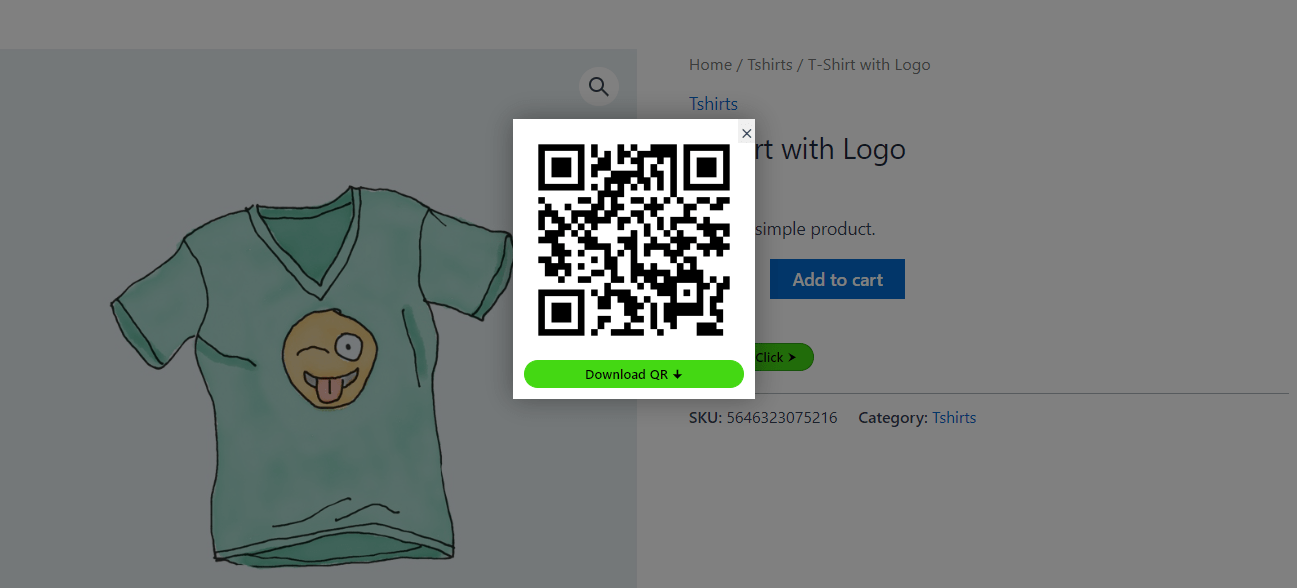 Home / Tshirts / T-Shirt with Logo
Tshirts
rt with Logo
simple product.
Add to cart
Click ➤
Download QR 🡣
SKU: 5646323075216 Category: Tshirts